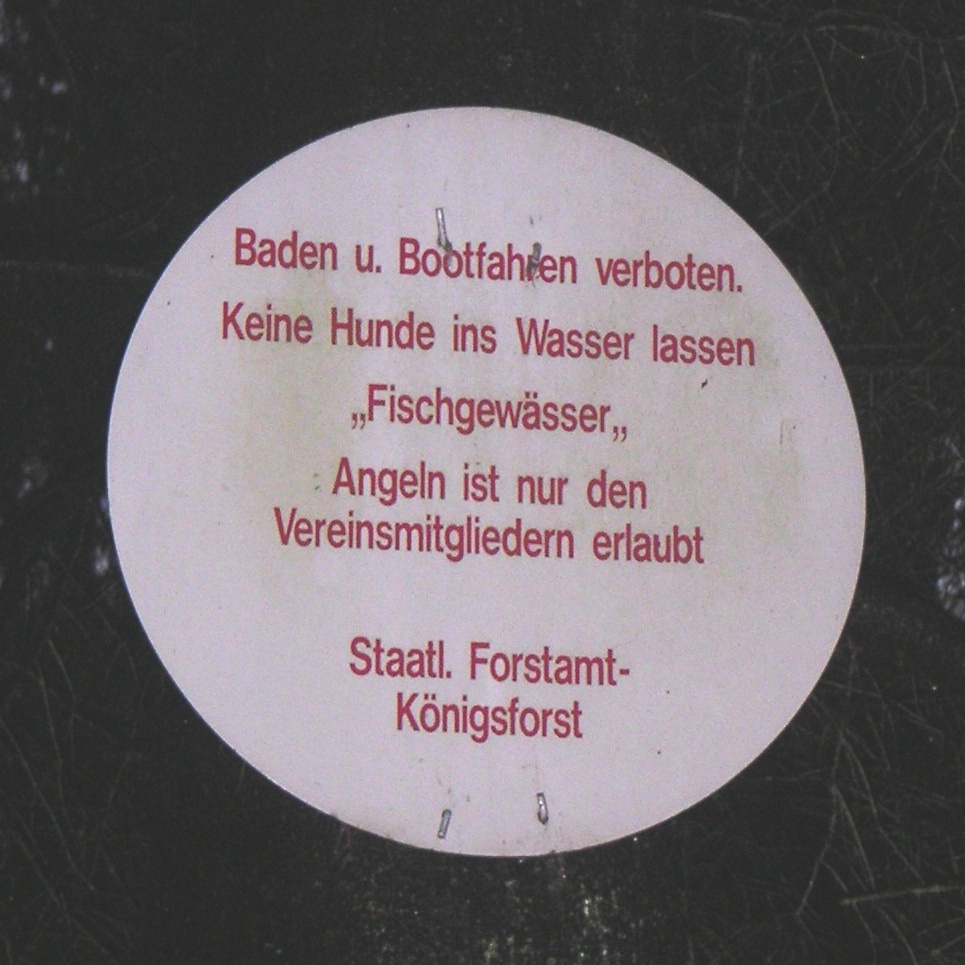 Baden u. Bootfahren verboten.
Keine Hunde ins Wasser lassen
„Fischgewässer„
Angeln ist nur den
Vereinsmitgliedern erlaubt
Staatl. Forstamt-
Königsforst